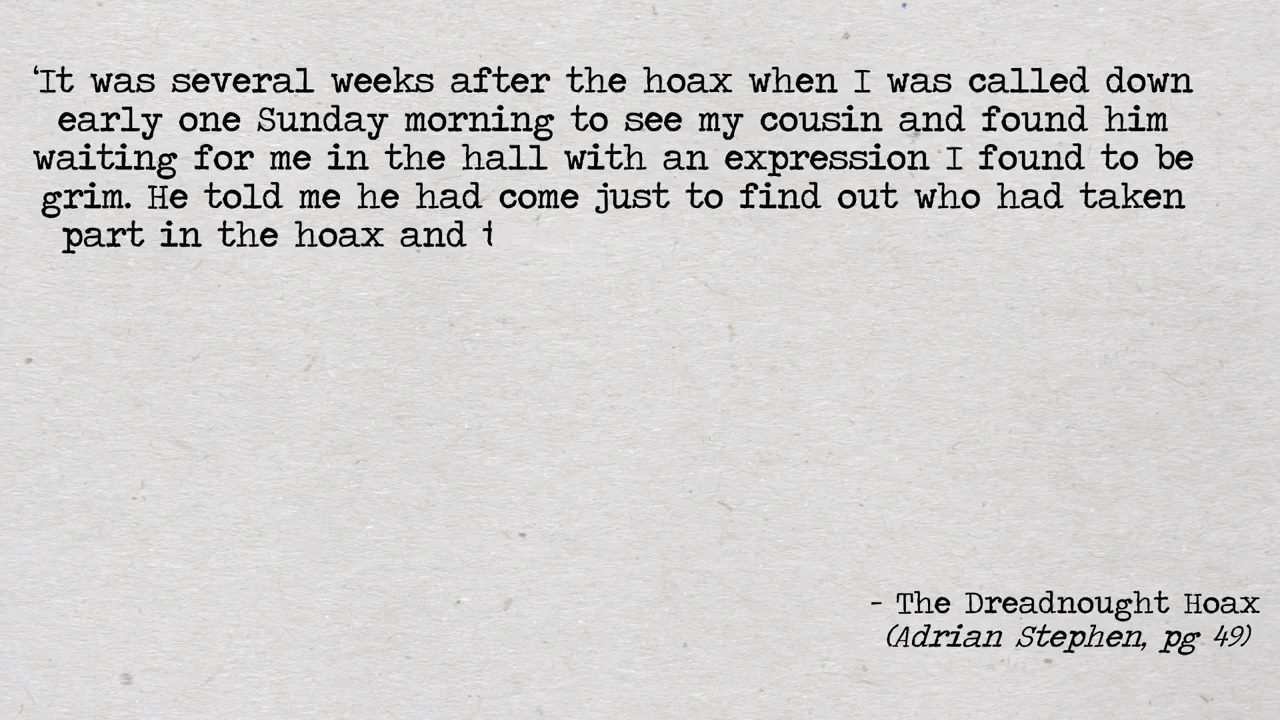 ‘It was several weeks after the hoax when I was called down
early one Sunday morning to see my cousin and found him
waiting for me in the hall with an expression I found to be
grim. He told me he had come just to find out who had taken
part in the hoax and
- The Dreadnought Hoax
(Adrian Stephen, pg 49)